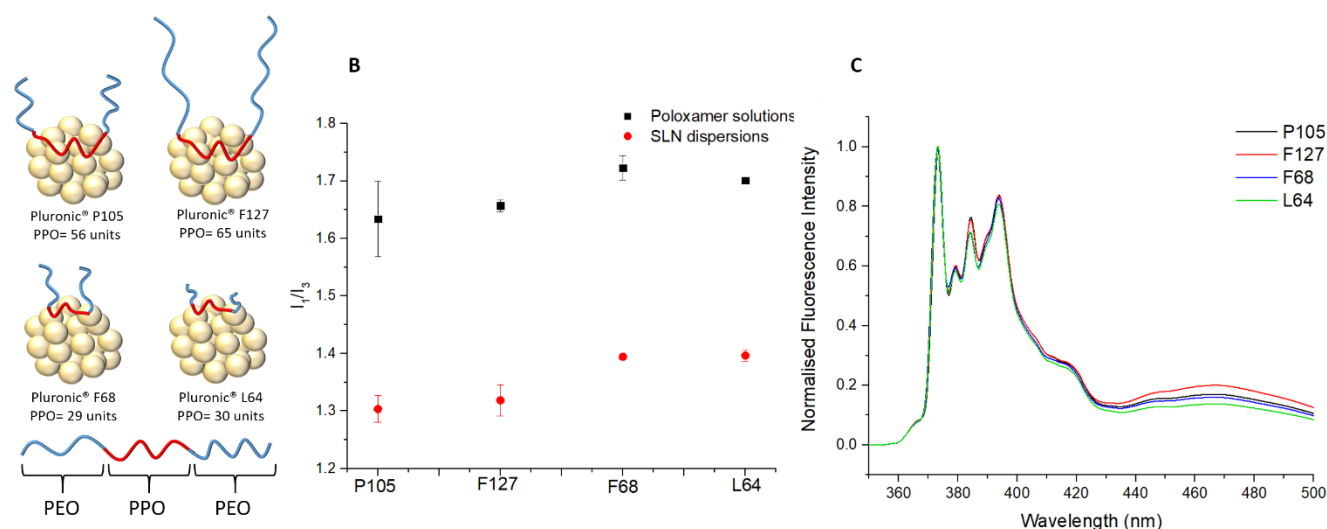 Pluronic® P105
PPO= 56 units
Pluronic® F127
PPO= 65 units
Pluronic® F68
PPO= 29 units
Pluronic® L64
PPO= 30 units
PEO
PPO
PEO
B
Poloxamer solutions
SLN dispersions
I1/I3
1.8
1.7
1.6
1.5
1.4
1.3
1.2
P105
F127
F68
L64
C
P105
F127
F68
L64
Normalised Fluorescence Intensity
1.0
0.8
0.6
0.4
0.2
0.0
360
380
400
420
440
460
480
500
Wavelength (nm)